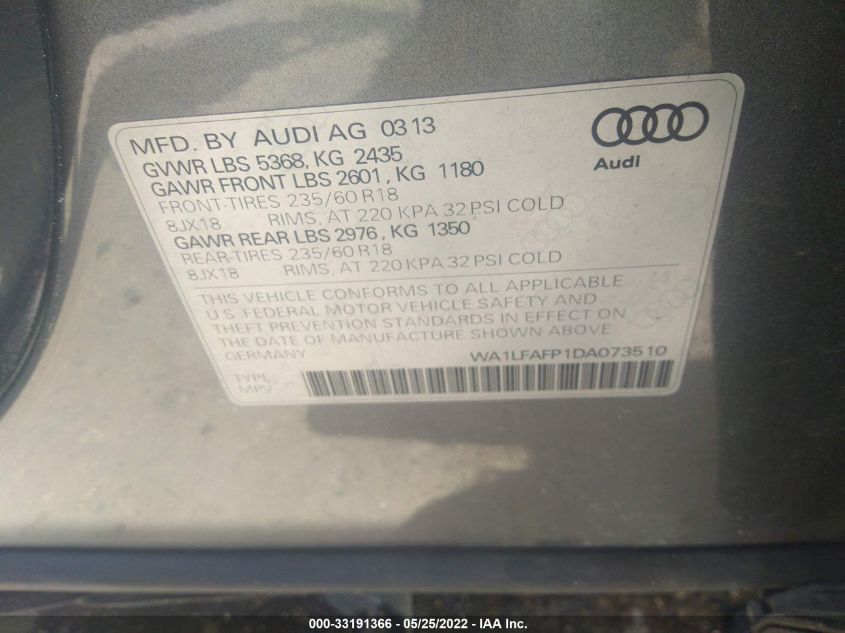 MFD. BY AUDI AG 0313
GVWR LBS 5368, KG 2435
GAWR FRONT LBS 2601, KG 1180
FRONT-TIRES 235/60 R18
8JX18 RIMS, AT 220 KPA 32 PSI COLD
GAWR REAR LBS 2976, KG 1350
REAR-TIRES 235/60 R18
8JX18 RIMS, AT 220 KPA 32 PSI COLD
Audi
THIS VEHICLE CONFORMS TO ALL APPLICABLE
U.S. FEDERAL MOTOR VEHICLE SAFETY AND
THEFT PREVENTION STANDARDS IN EFFECT ON
THE DATE OF MANUFACTURE SHOWN ABOVE
GERMANY WA1LFAFP1DA073510
TYPE:
MPV
000-33191366 - 05/25/2022 - IAA Inc.